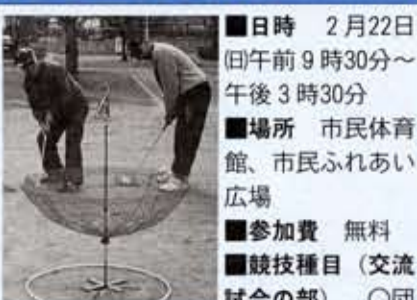 ■日時 2月22日
㈰午前9時30分～
午後3時30分
■場所 市民体育
館、市民ふれあい
広場
■参加費 無料
■競技種目（交流
試合の部） ○団